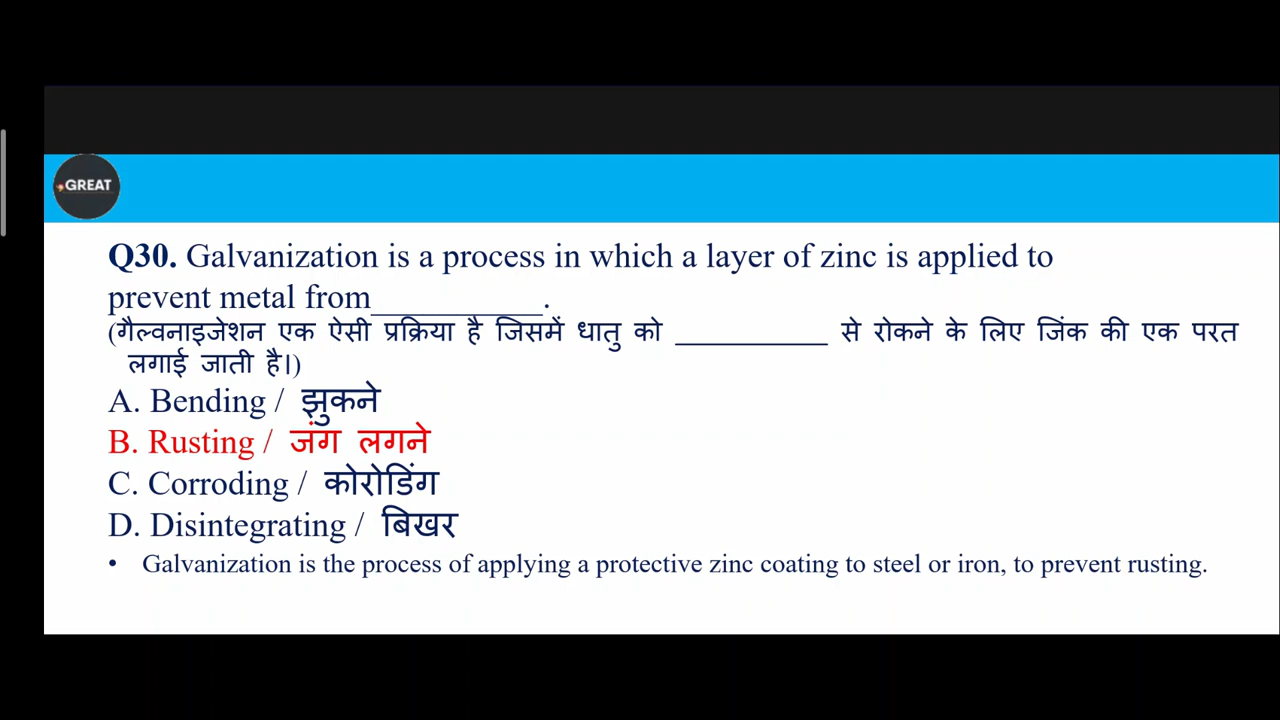 GREAT
Q30. Galvanization is a process in which a layer of zinc is applied to
prevent metal from__________.
(गैल्वनाइजेशन एक ऐसी प्रक्रिया है जिसमें धातु को __________ से रोकने के लिए जिंक की एक परत
लगाई जाती है।)
A. Bending / झुकने
B. Rusting / जंग लगने
C. Corroding / कोरोडिंग
D. Disintegrating / बिखर
• Galvanization is the process of applying a protective zinc coating to steel or iron, to prevent rusting.